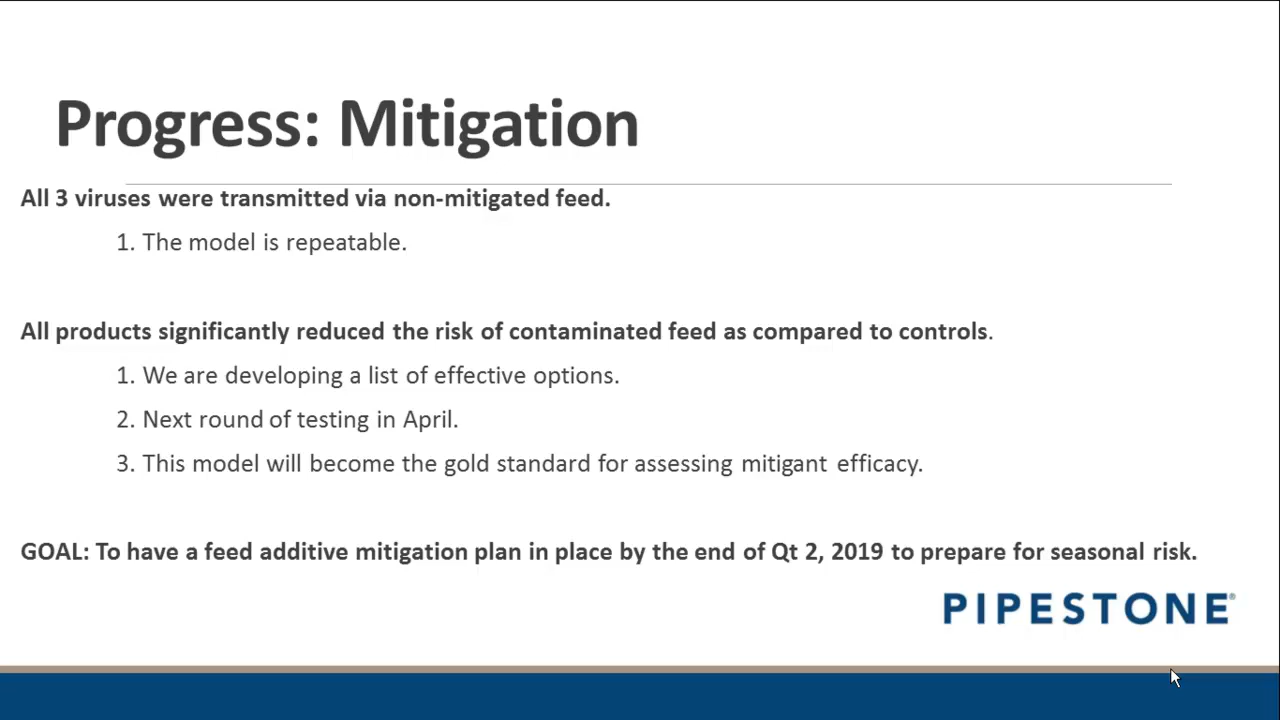 Progress: Mitigation
All 3 viruses were transmitted via non-mitigated feed.
1. The model is repeatable.
All products significantly reduced the risk of contaminated feed as compared to controls.
1. We are developing a list of effective options.
2. Next round of testing in April.
3. This model will become the gold standard for assessing mitigant efficacy.
GOAL: To have a feed additive mitigation plan in place by the end of Qt 2, 2019 to prepare for seasonal risk.
PIPESTONE®